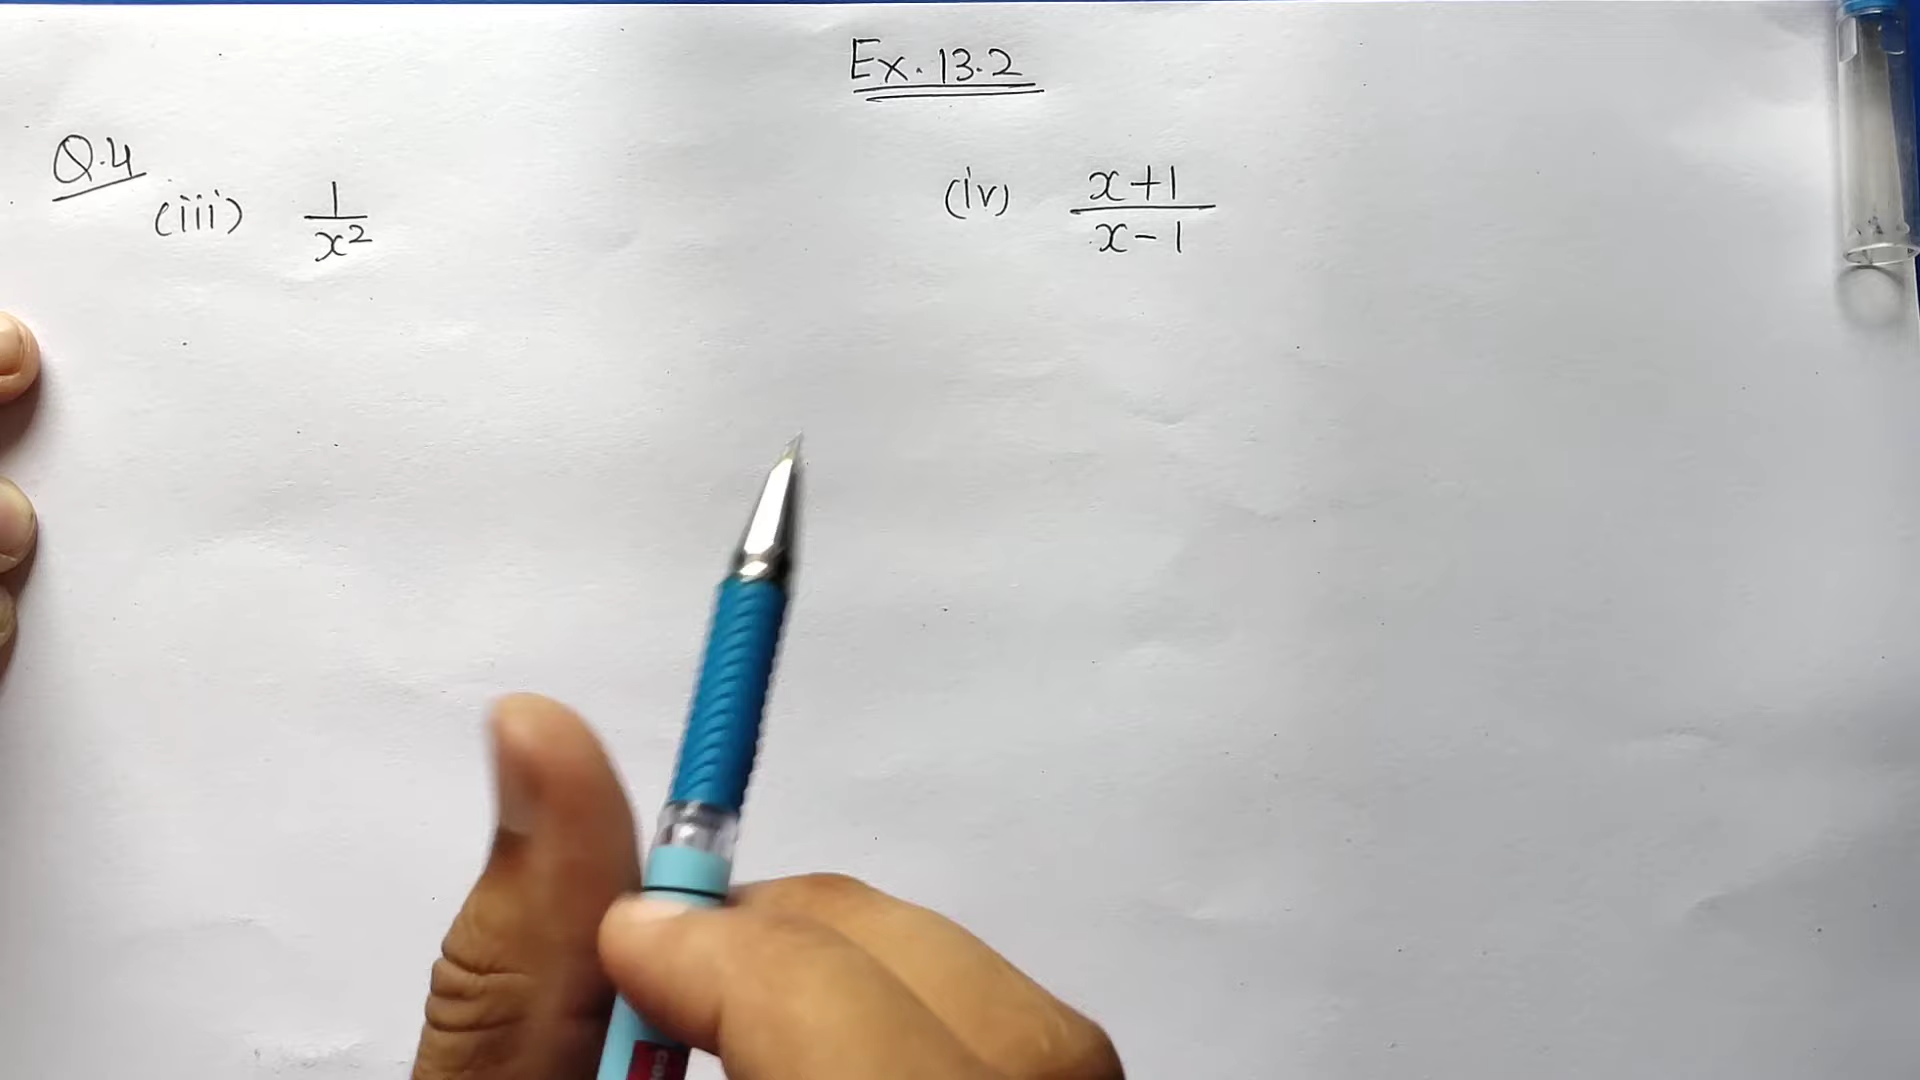 Ex. 13.2
Q.4
(iii) 1/x²
(iv) x+1/x-1